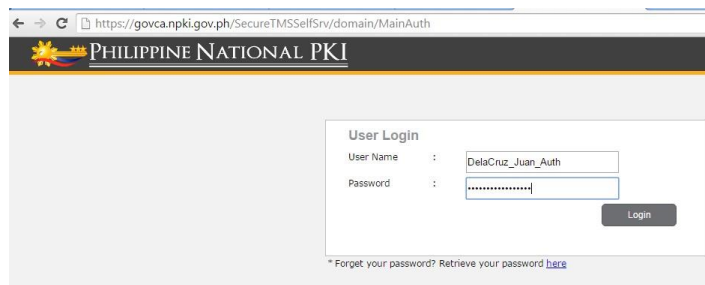 https://govca.npki.gov.ph/SecureTMSSelfSrv/domain/MainAuth
PHILIPPINE NATIONAL PKI
User Login
User Name : DelaCruz_Juan_Auth
Password : •••••••••••••••••
Login
* Forget your password? Retrieve your password here